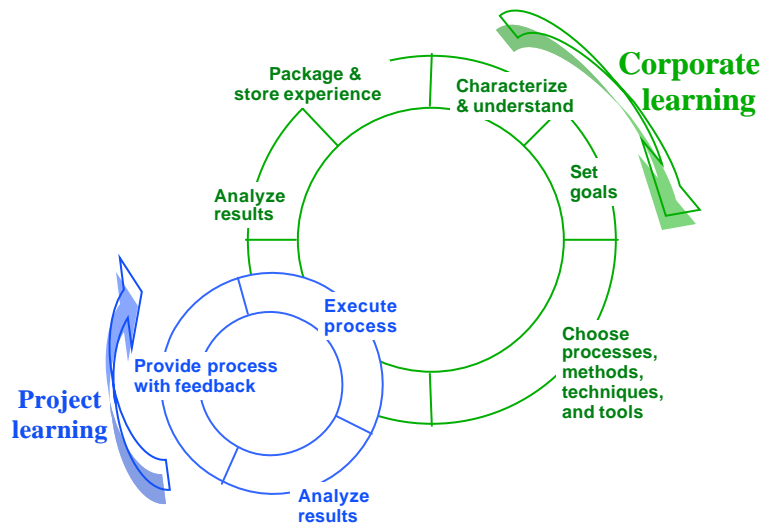 Corporate
learning
Package &
store experience
Characterize
& understand
Set
goals
Analyze
results
Execute
process
Choose
processes,
methods,
techniques,
and tools
Provide process
with feedback
Project
learning
Analyze
results